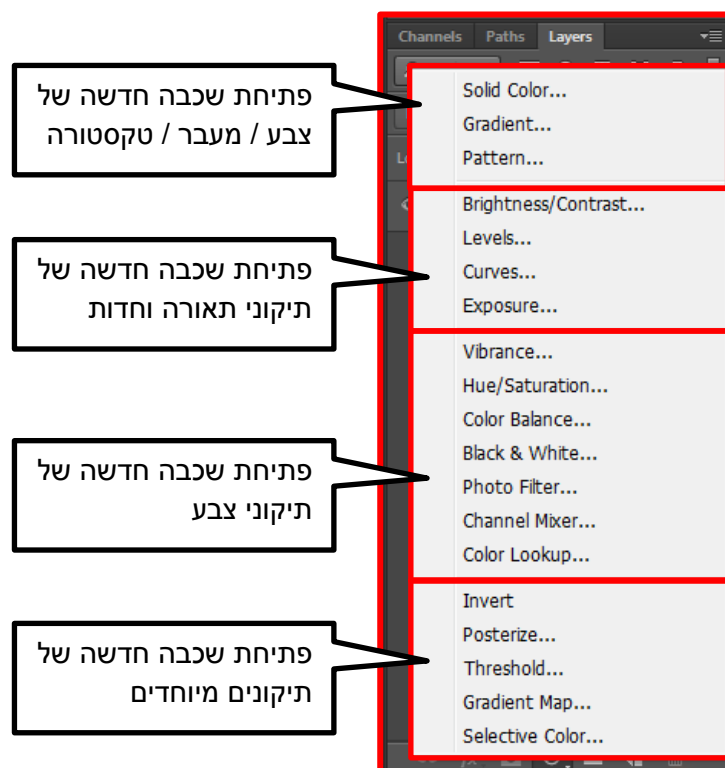 Channels Paths Layers
פתיחת שכבה חדשה של
צבע / מעבר / טקסטורה
Solid Color...
Gradient...
Pattern...
פתיחת שכבה חדשה של
תיקוני תאורה וחדות
Brightness/Contrast...
Levels...
Curves...
Exposure...
פתיחת שכבה חדשה של
תיקוני צבע
Vibrance...
Hue/Saturation...
Color Balance...
Black & White...
Photo Filter...
Channel Mixer...
Color Lookup...
פתיחת שכבה חדשה של
תיקונים מיוחדים
Invert
Posterize...
Threshold...
Gradient Map...
Selective Color...